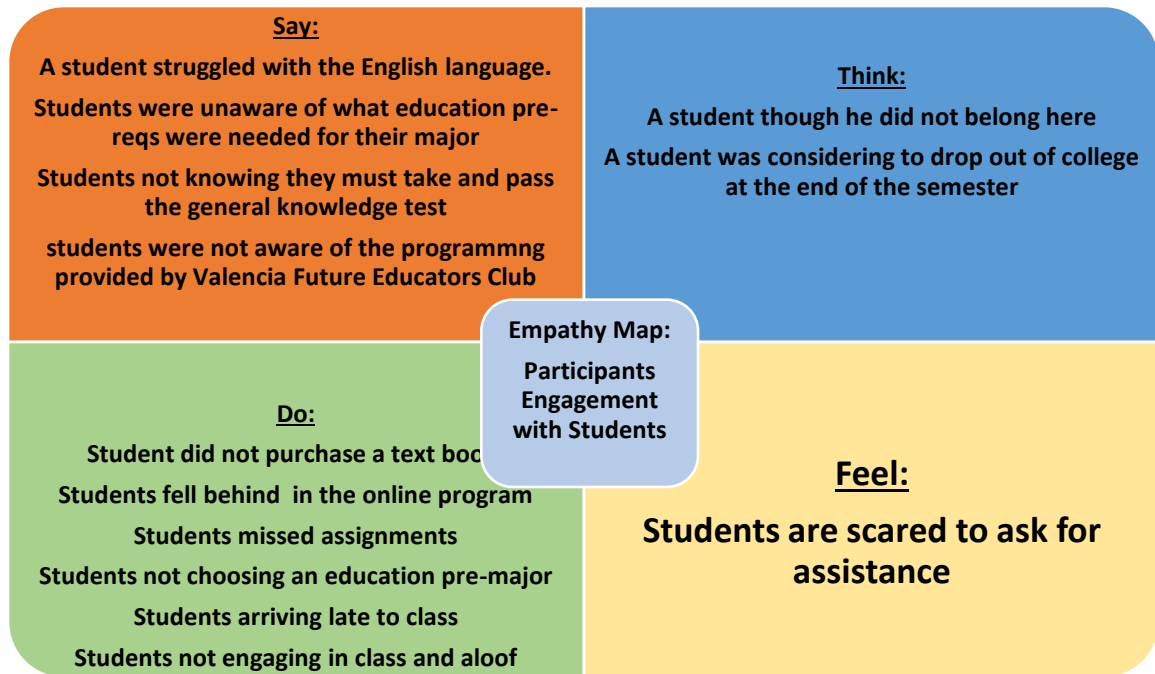 Say:
A student struggled with the English language.
Students were unaware of what education pre-
reqs were needed for their major
Students not knowing they must take and pass
the general knowledge test
students were not aware of the programmng
provided by Valencia Future Educators Club
Think:
A student though he did not belong here
A student was considering to drop out of college
at the end of the semester
Empathy Map:
Participants
Engagement
with Students
Do:
Student did not purchase a text boo
Students fell behind in the online program
Students missed assignments
Students not choosing an education pre-major
Students arriving late to class
Students not engaging in class and aloof
Feel:
Students are scared to ask for
assistance